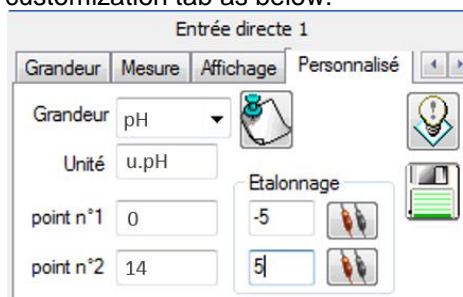 customization tab as below:
Entrée directe 1
Grandeur Mesure Affichage Personnalisé
Grandeur pH
Unité u.pH
Etalonnage
point n°1 0 -5
point n°2 14 5